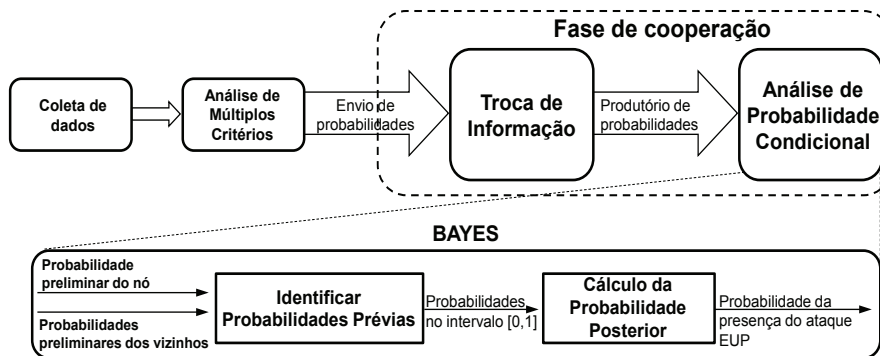 Fase de cooperação
Coleta de
dados
Análise de
Múltiplos
Critérios
Envio de
probabilidades
Troca de
Informação
Produtório de
probabilidades
Análise de
Probabilidade
Condicional
BAYES
Probabilidade
preliminar do nó
Probabilidades
preliminares dos vizinhos
Identificar
Probabilidades Prévias
Probabilidades
no intervalo [0,1]
Cálculo da
Probabilidade
Posterior
Probabilidade da
presença do ataque
EUP